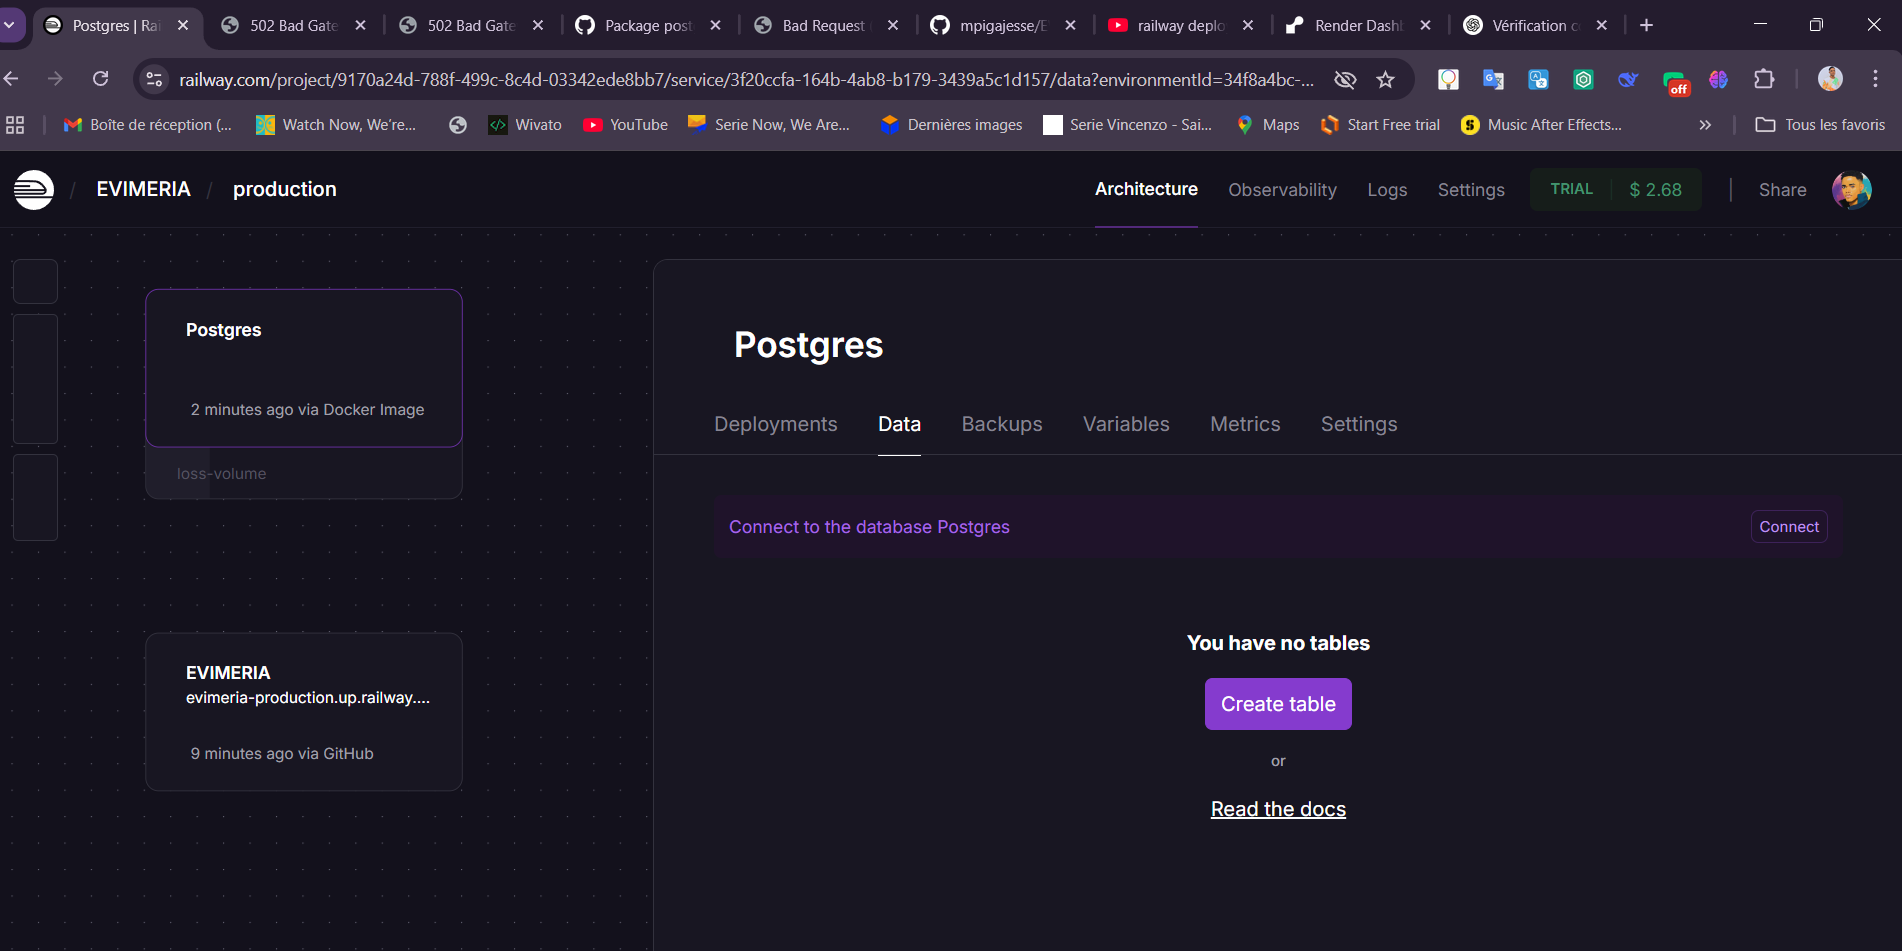 Postgres | Rai
502 Bad Gate
502 Bad Gate
Package post
Bad Request
mpigajesse/E
railway deplo
Render Dashb
Vérification c
railway.com/project/9170a24d-788f-499c-8c4d-03342ede8bb7/service/3f20ccfa-164b-4ab8-b179-3439a5c1d157/data?environmentId=34f8a4bc-...
off
Boîte de réception (...
Watch Now, We're...
Wivato
YouTube
Serie Now, We Are...
Dernières images
Serie Vincenzo - Sai...
Maps
Start Free trial
Music After Effects...
Tous les favoris
/ EVIMERIA / production
Architecture
Observability
Logs
Settings
TRIAL
$ 2.68
Share
Postgres
2 minutes ago via Docker Image
loss-volume
EVIMERIA
evimeria-production.up.railway....
9 minutes ago via GitHub
Postgres
Deployments
Data
Backups
Variables
Metrics
Settings
Connect to the database Postgres
Connect
You have no tables
Create table
or
Read the docs